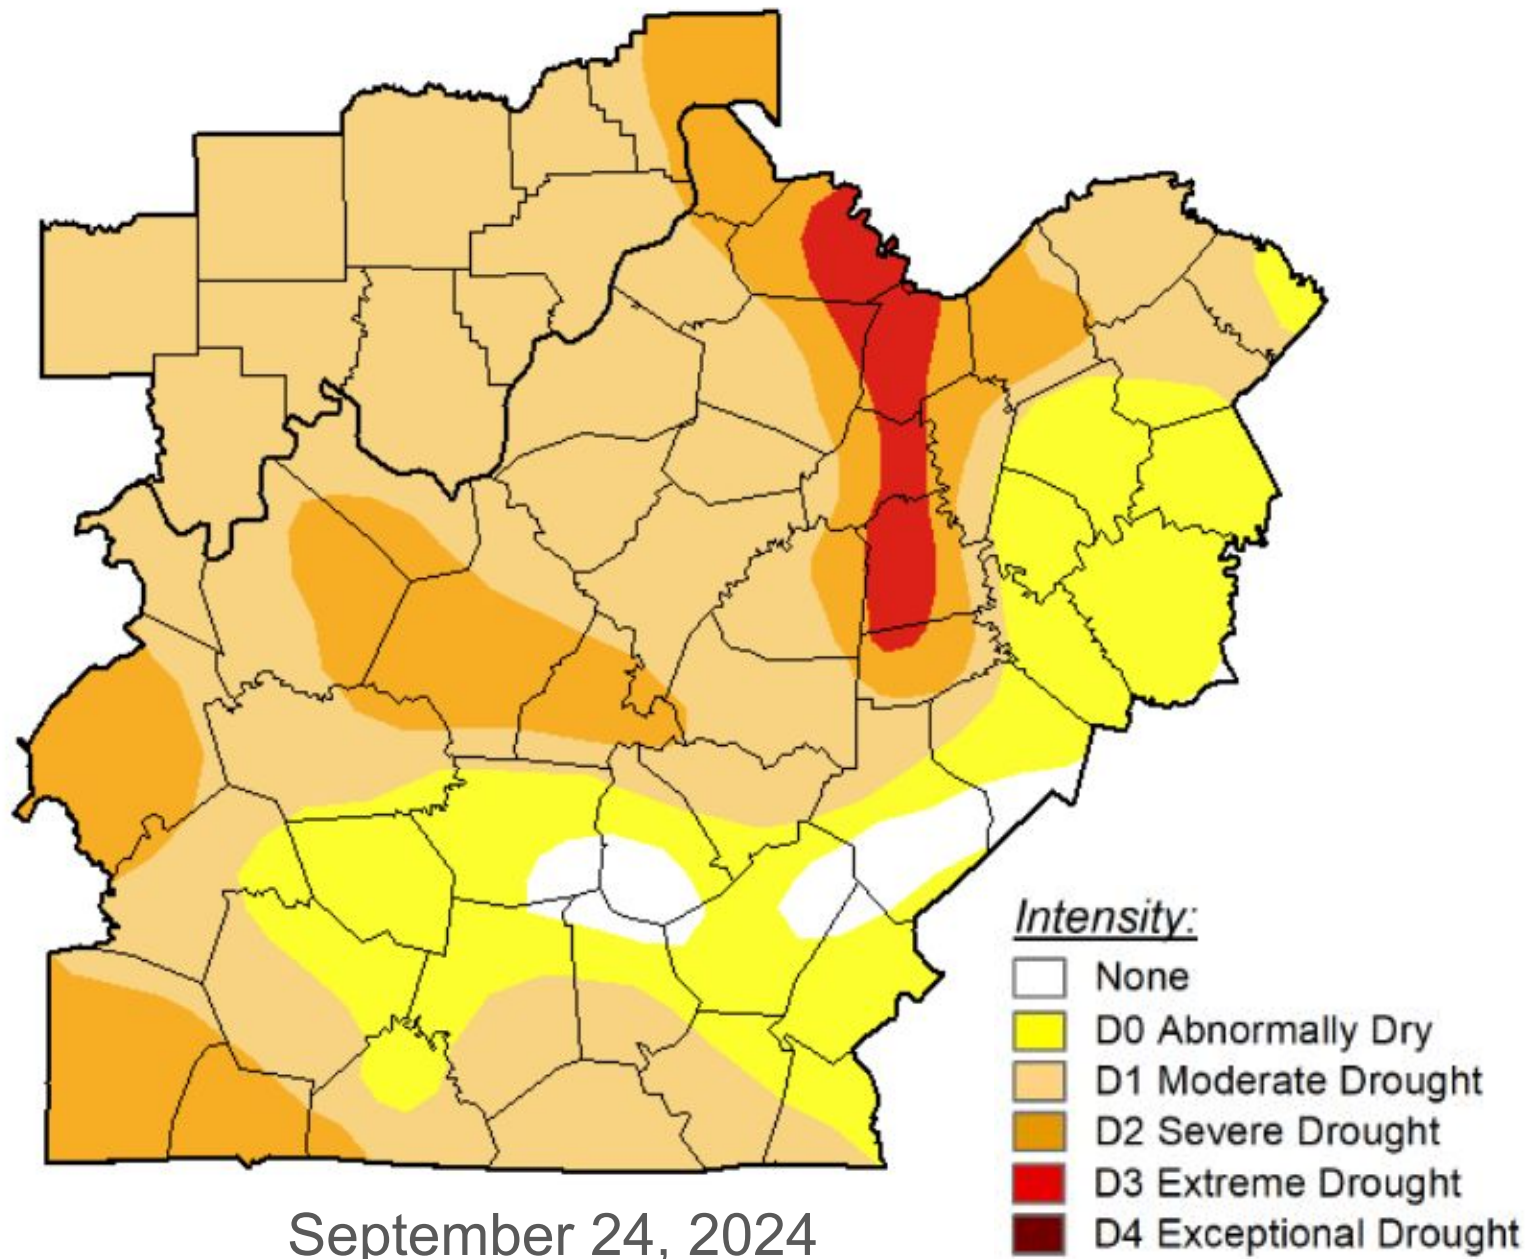 Intensity:
None
D0 Abnormally Dry
D1 Moderate Drought
D2 Severe Drought
D3 Extreme Drought
D4 Exceptional Drought
September 24, 2024